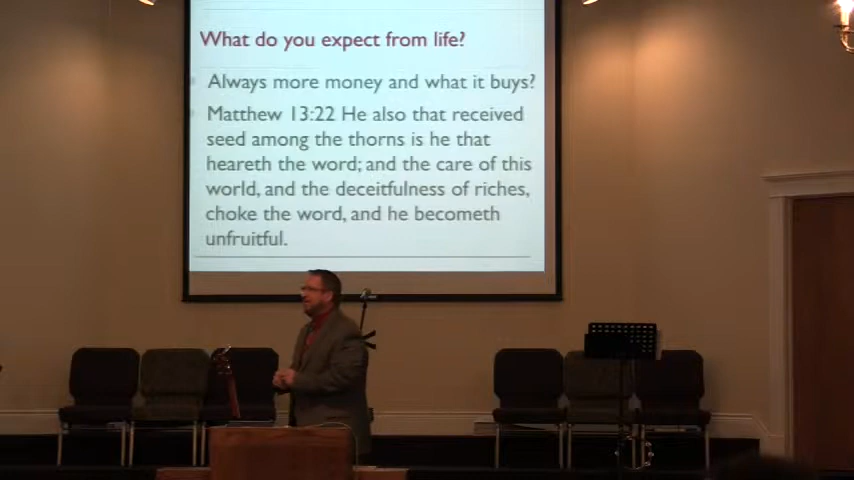 What do you expect from life?
Always more money and what it buys?
Matthew 13:22 He also that received
seed among the thorns is he that
heareth the word; and the care of this
world, and the deceitfulness of riches,
choke the word, and he becometh
unfruitful.